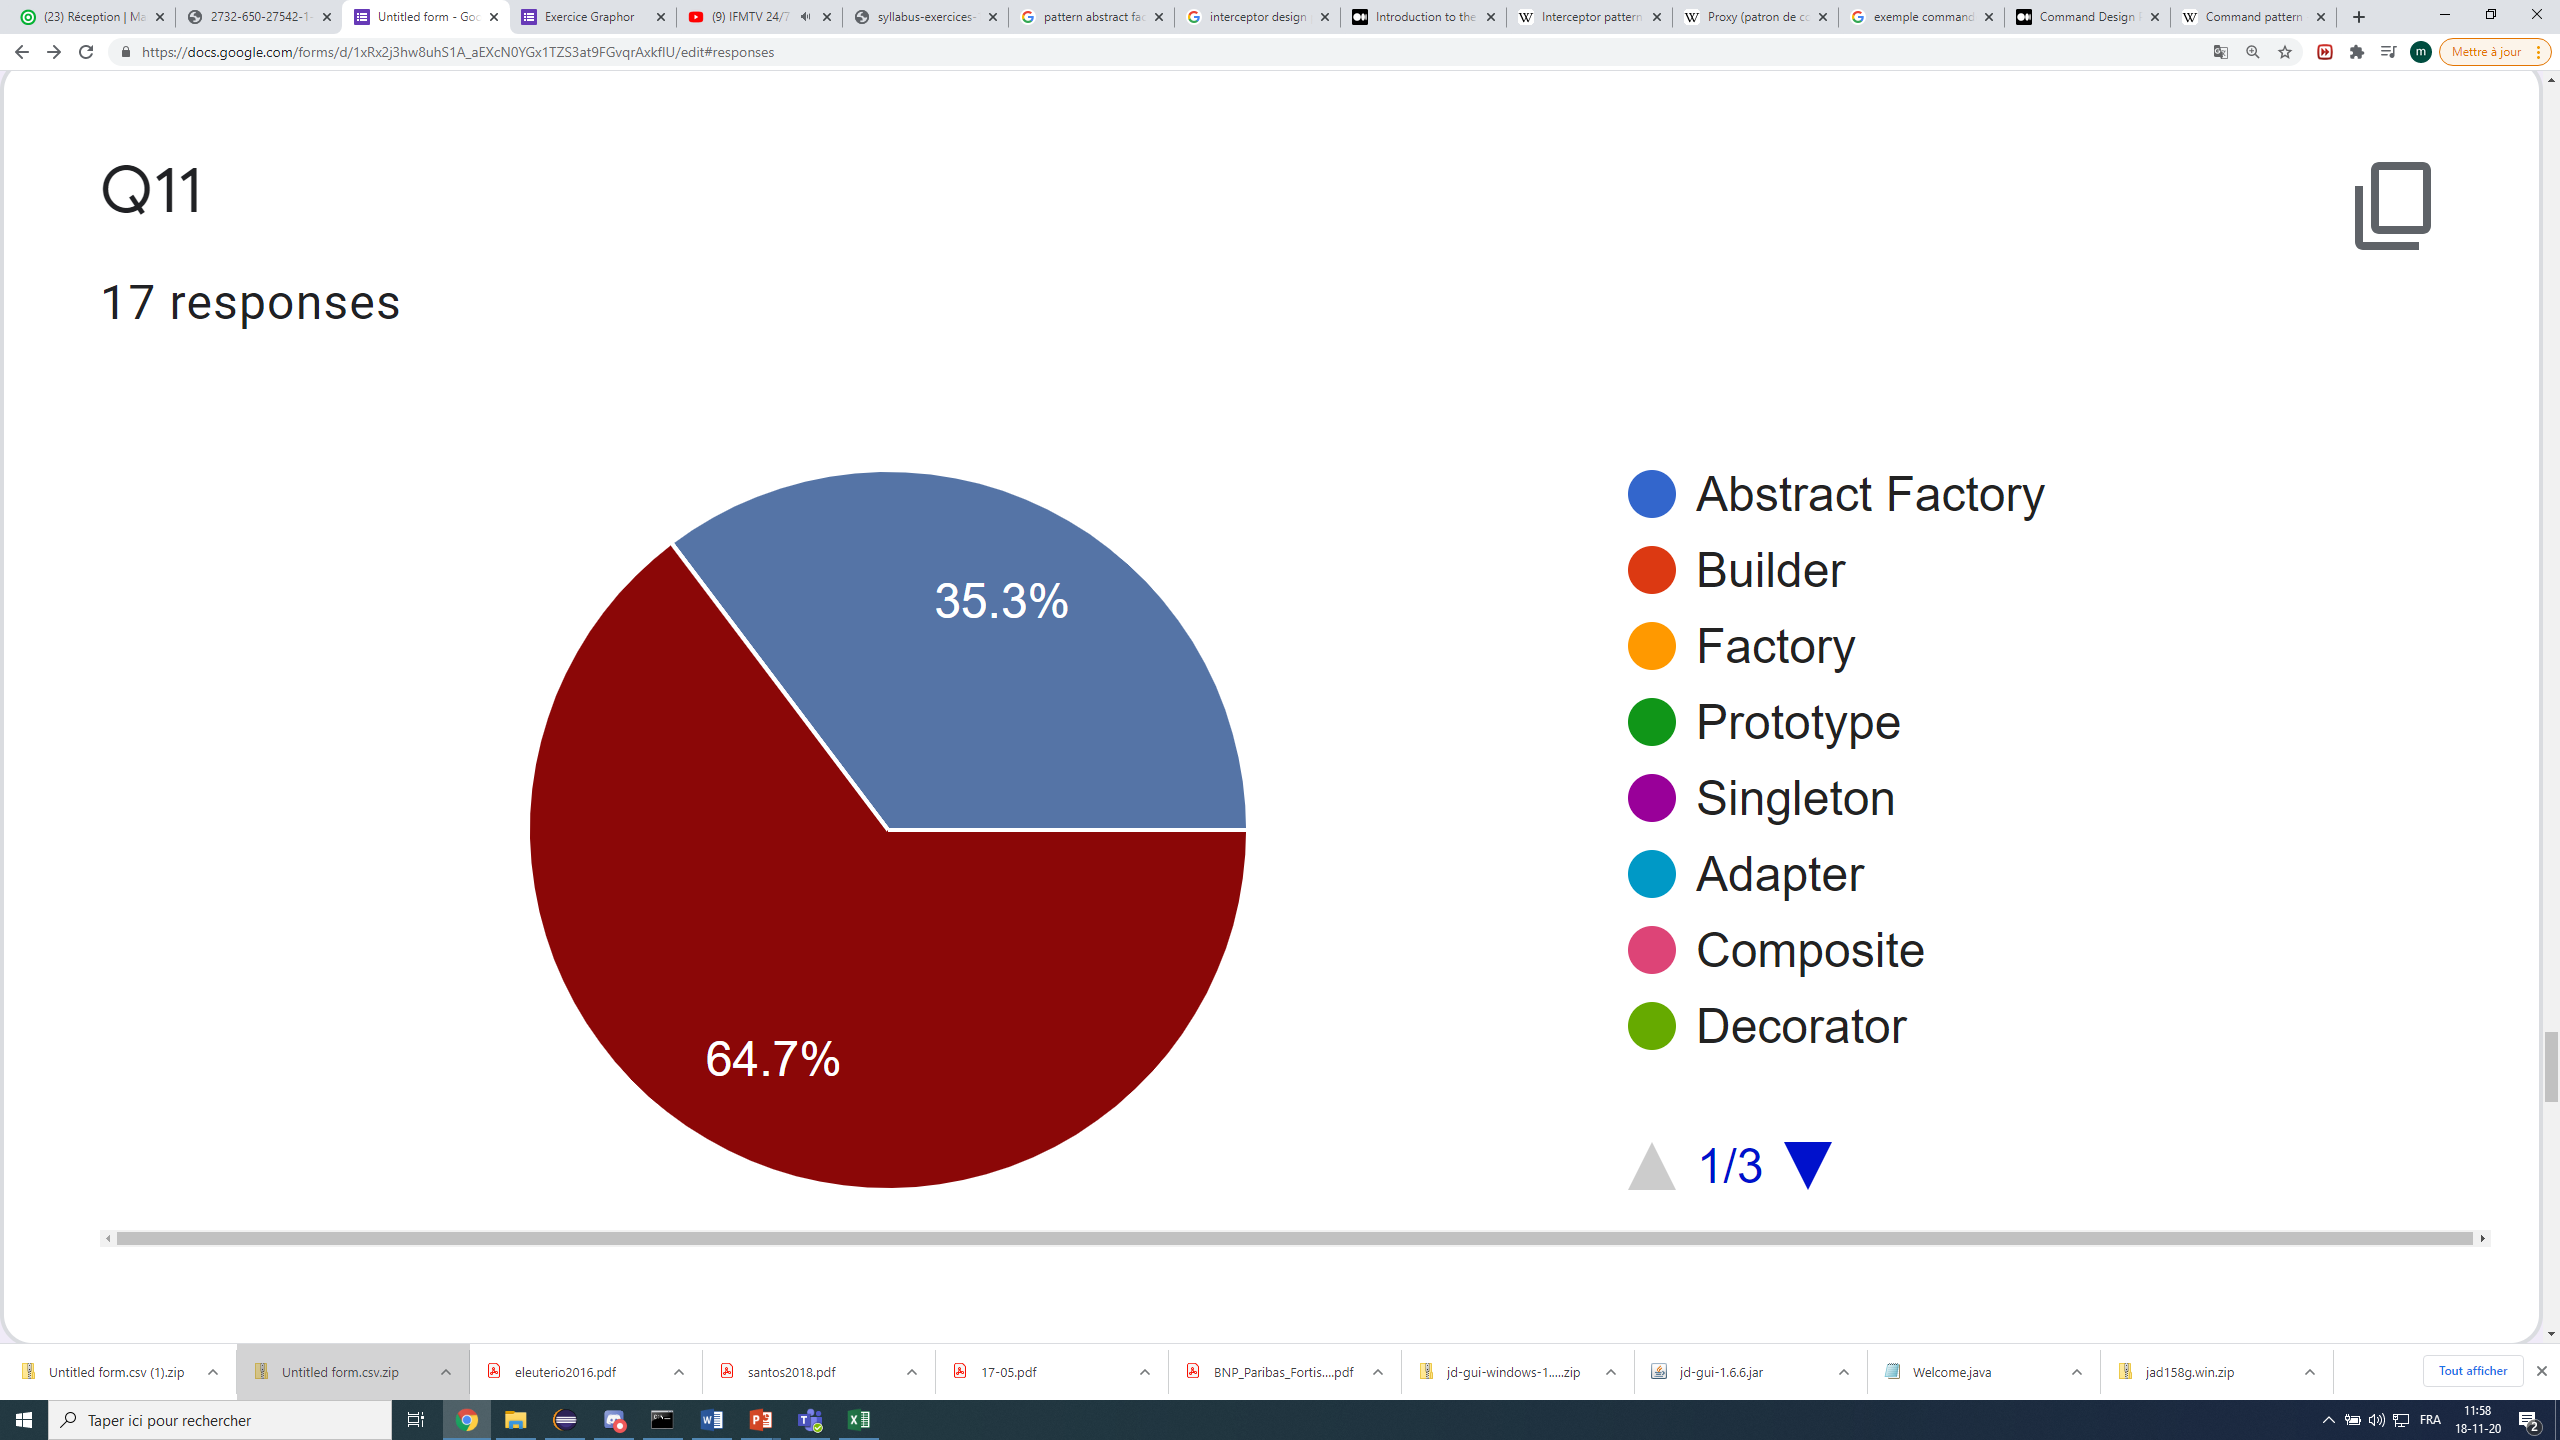 (23) Réception | Ma
2732-650-27542-1-
Untitled form - Goo
Exercice Graphor
(9) IFMTV 24/7
syllabus-exercices-
pattern abstract fac
interceptor design
Introduction to the
Interceptor pattern
Proxy (patron de co
exemple command
Command Design
Command pattern
https://docs.google.com/forms/d/1xRx2j3hw8uhS1A_aEXcN0YGx1TZS3at9FGvqrAxkflU/edit#responses
m
Mettre à jour
Q11
17 responses
35.3%
64.7%
Abstract Factory
Builder
Factory
Prototype
Singleton
Adapter
Composite
Decorator
1/3
Untitled form.csv (1).zip
Untitled form.csv.zip
eleuterio2016.pdf
santos2018.pdf
17-05.pdf
BNP_Paribas_Fortis....pdf
jd-gui-windows-1.....zip
jd-gui-1.6.6.jar
Welcome.java
jad158g.win.zip
Tout afficher
Taper ici pour rechercher
FRA
11:58
18-11-20
2